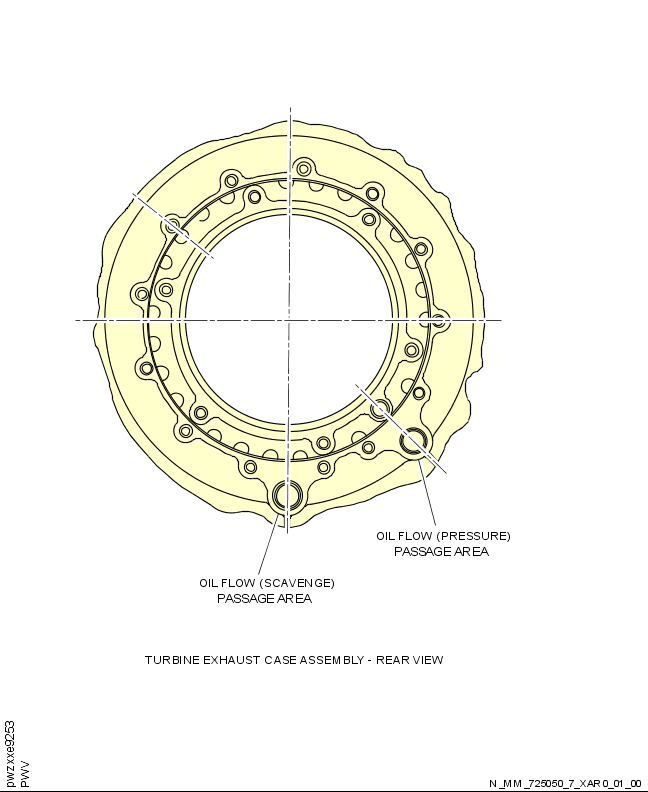 OIL FLOW (PRESSURE)
PASSAGE AREA
OIL FLOW (SCAVENGE)
PASSAGE AREA
TURBINE EXHAUST CASE ASSEMBLY - REAR VIEW
pwzxxe9253
PWV
N_MM_725050_7_XAR0_01_00